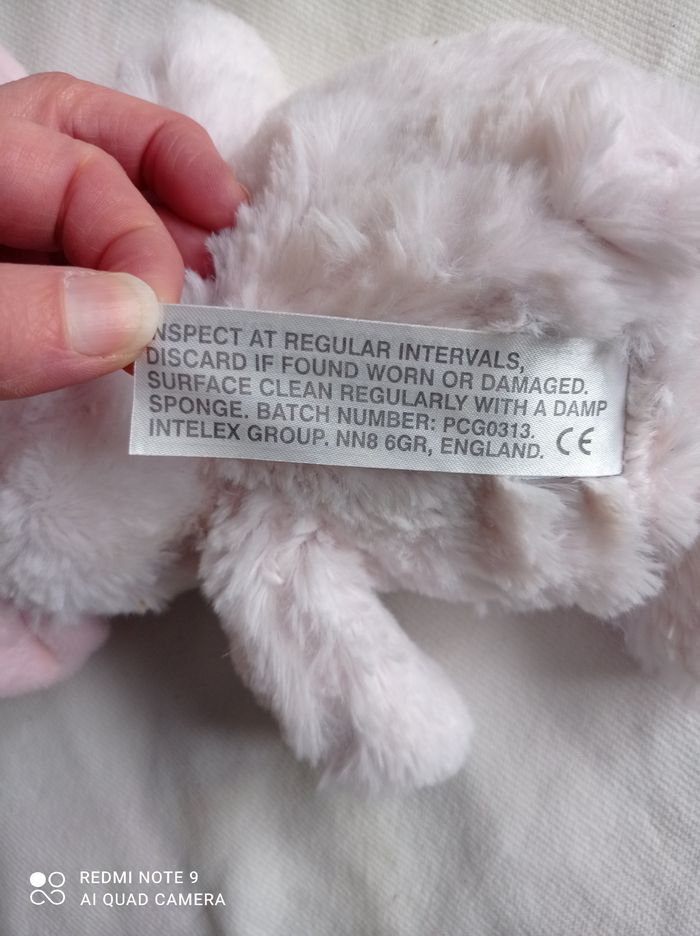 NSPECT AT REGULAR INTERVALS,
DISCARD IF FOUND WORN OR DAMAGED.
SURFACE CLEAN REGULARLY WITH A DAMP
SPONGE. BATCH NUMBER: PCG0313.
INTELEX GROUP. NN8 6GR, ENGLAND. CE
REDMI NOTE 9
AI QUAD CAMERA